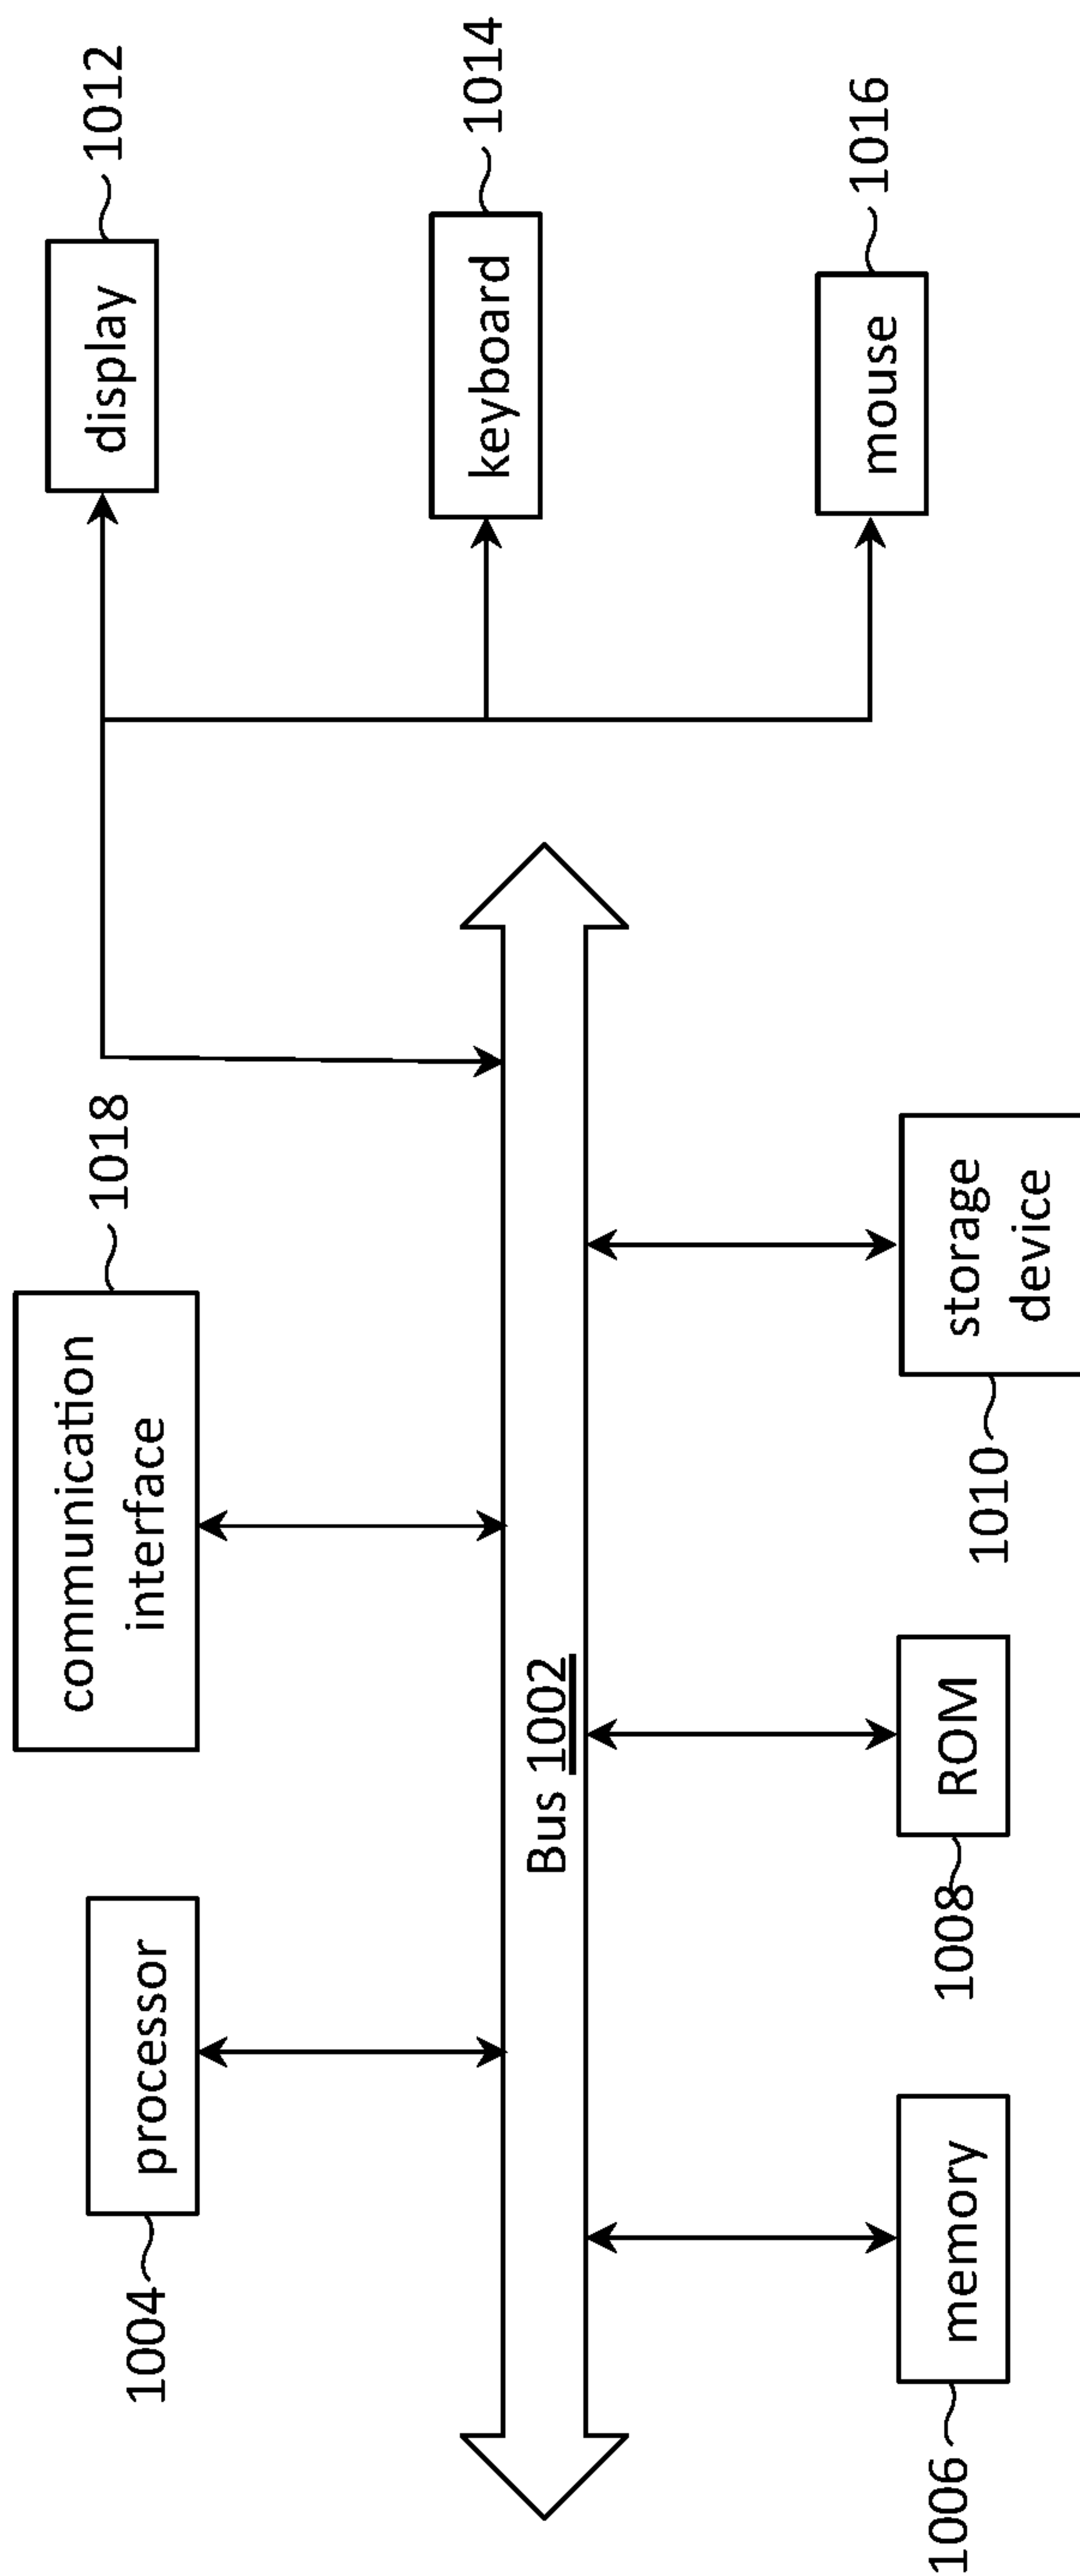 processor
1004
communication
interface
1018
display
1012
keyboard
1014
mouse
1016
Bus 1002
memory
1006
ROM
1008
storage
device
1010